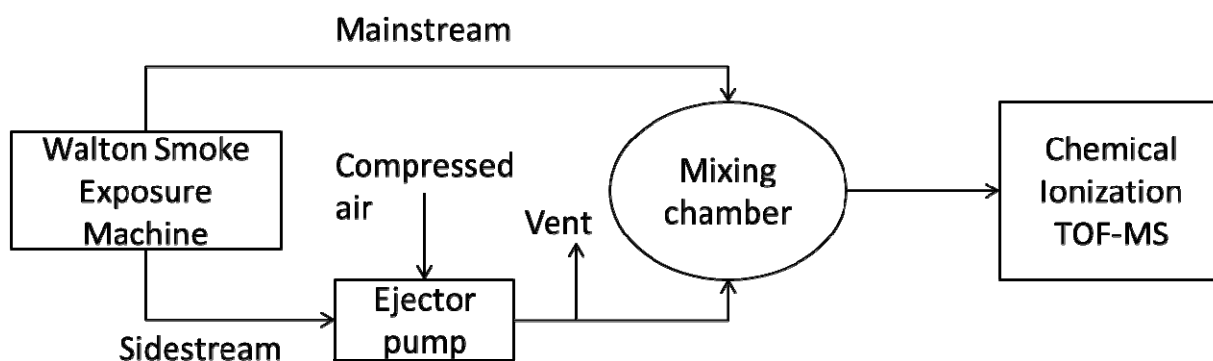 Mainstream
Walton Smoke
Exposure
Machine
Compressed
air
Vent
Mixing
chamber
Chemical
Ionization
TOF-MS
Ejector
pump
Sidestream